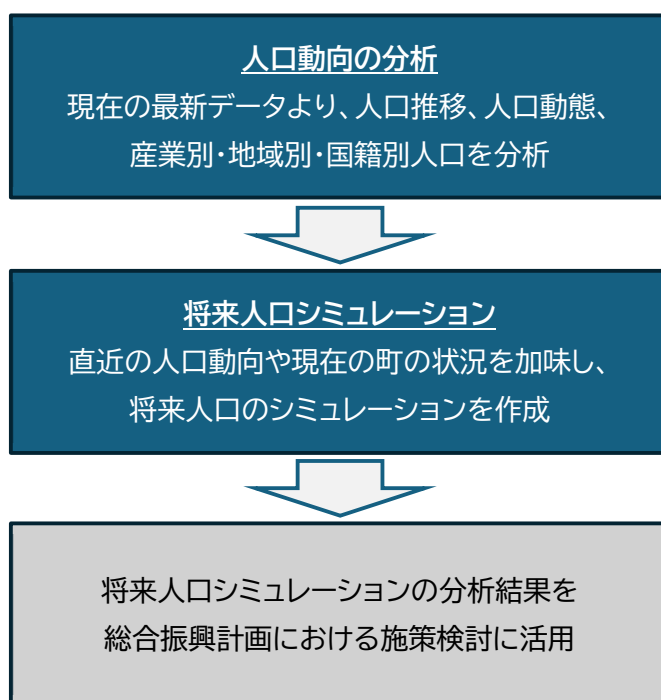 人口動向の分析
現在の最新データより、人口推移、人口動態、
産業別・地域別・国籍別人口を分析
将来人口シミュレーション
直近の人口動向や現在の町の状況を加味し、
将来人口のシミュレーションを作成
将来人口シミュレーションの分析結果を
総合振興計画における施策検討に活用